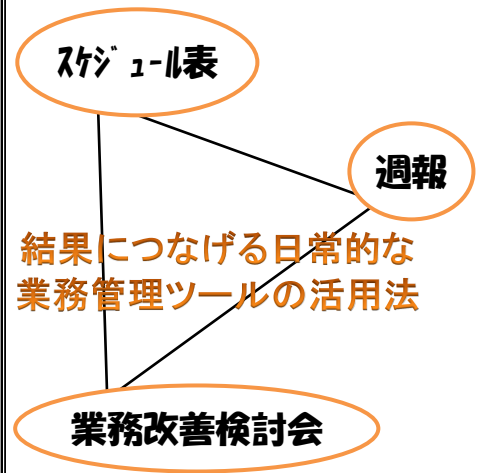 ｽｹｼﾞｭｰﾙ表
週報
結果につなげる日常的な
業務管理ツールの活用法
業務改善検討会